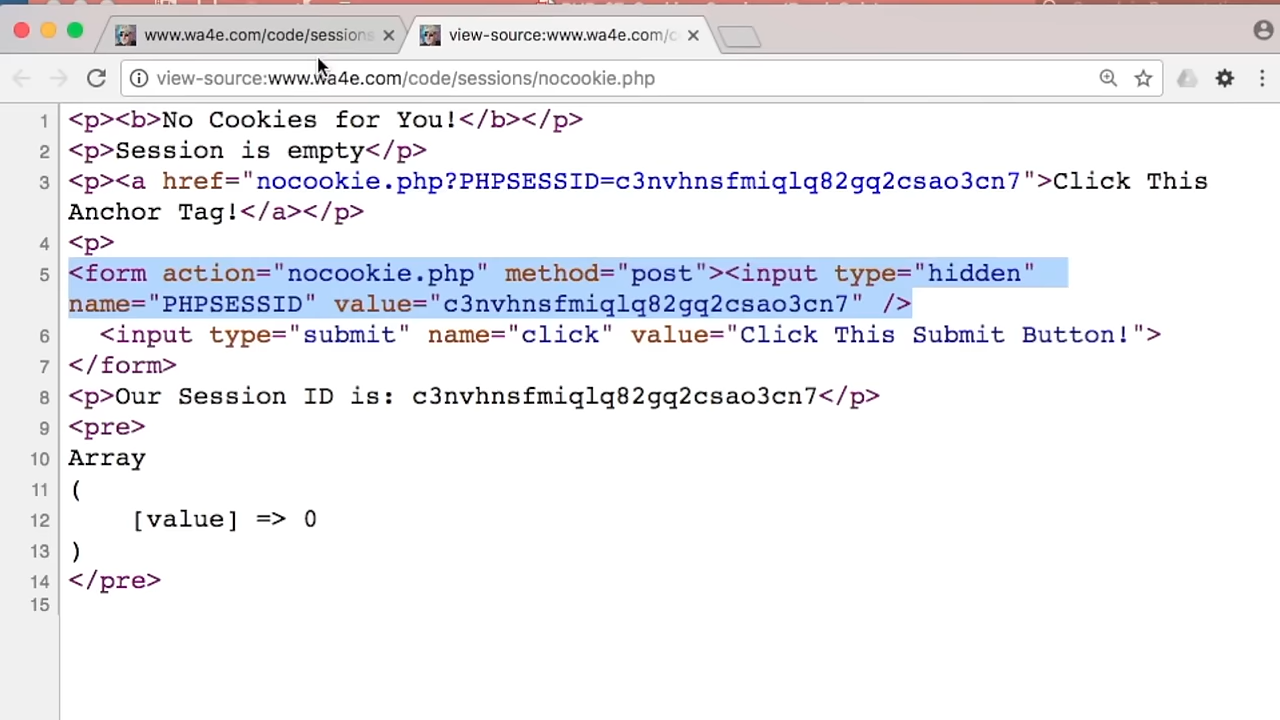 www.wa4e.com/code/sessions
view-source:www.wa4e.com/c
view-source:www.wa4e.com/code/sessions/nocookie.php
1 <p><b>No Cookies for You!</b></p>
2 <p>Session is empty</p>
3 <p><a href="nocookie.php?PHPSESSID=c3nvhnsfmiqlq82gq2csao3cn7">Click This
Anchor Tag!</a></p>
4 <p>
5 <form action="nocookie.php" method="post"><input type="hidden"
name="PHPSESSID" value="c3nvhnsfmiqlq82gq2csao3cn7" />
6 <input type="submit" name="click" value="Click This Submit Button!">
7 </form>
8 <p>Our Session ID is: c3nvhnsfmiqlq82gq2csao3cn7</p>
9 <pre>
10 Array
11 (
12 [value] => 0
13 )
14 </pre>
15